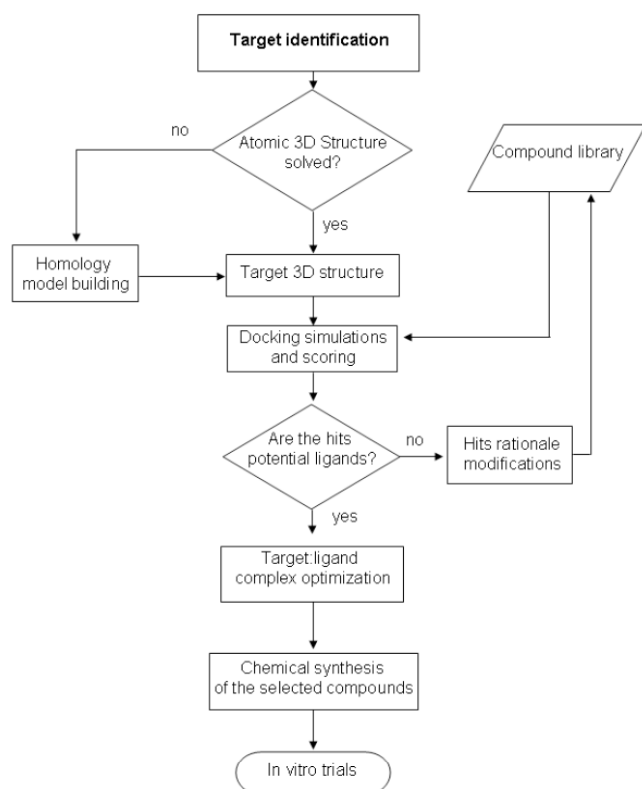 Target identification
no
Atomic 3D Structure
solved?
Compound library
yes
Homology
model building
Target 3D structure
Docking simulations
and scoring
Are the hits
potential ligands?
no
Hits rationale
modifications
yes
Target:ligand
complex optimization
Chemical synthesis
of the selected compounds
In vitro trials